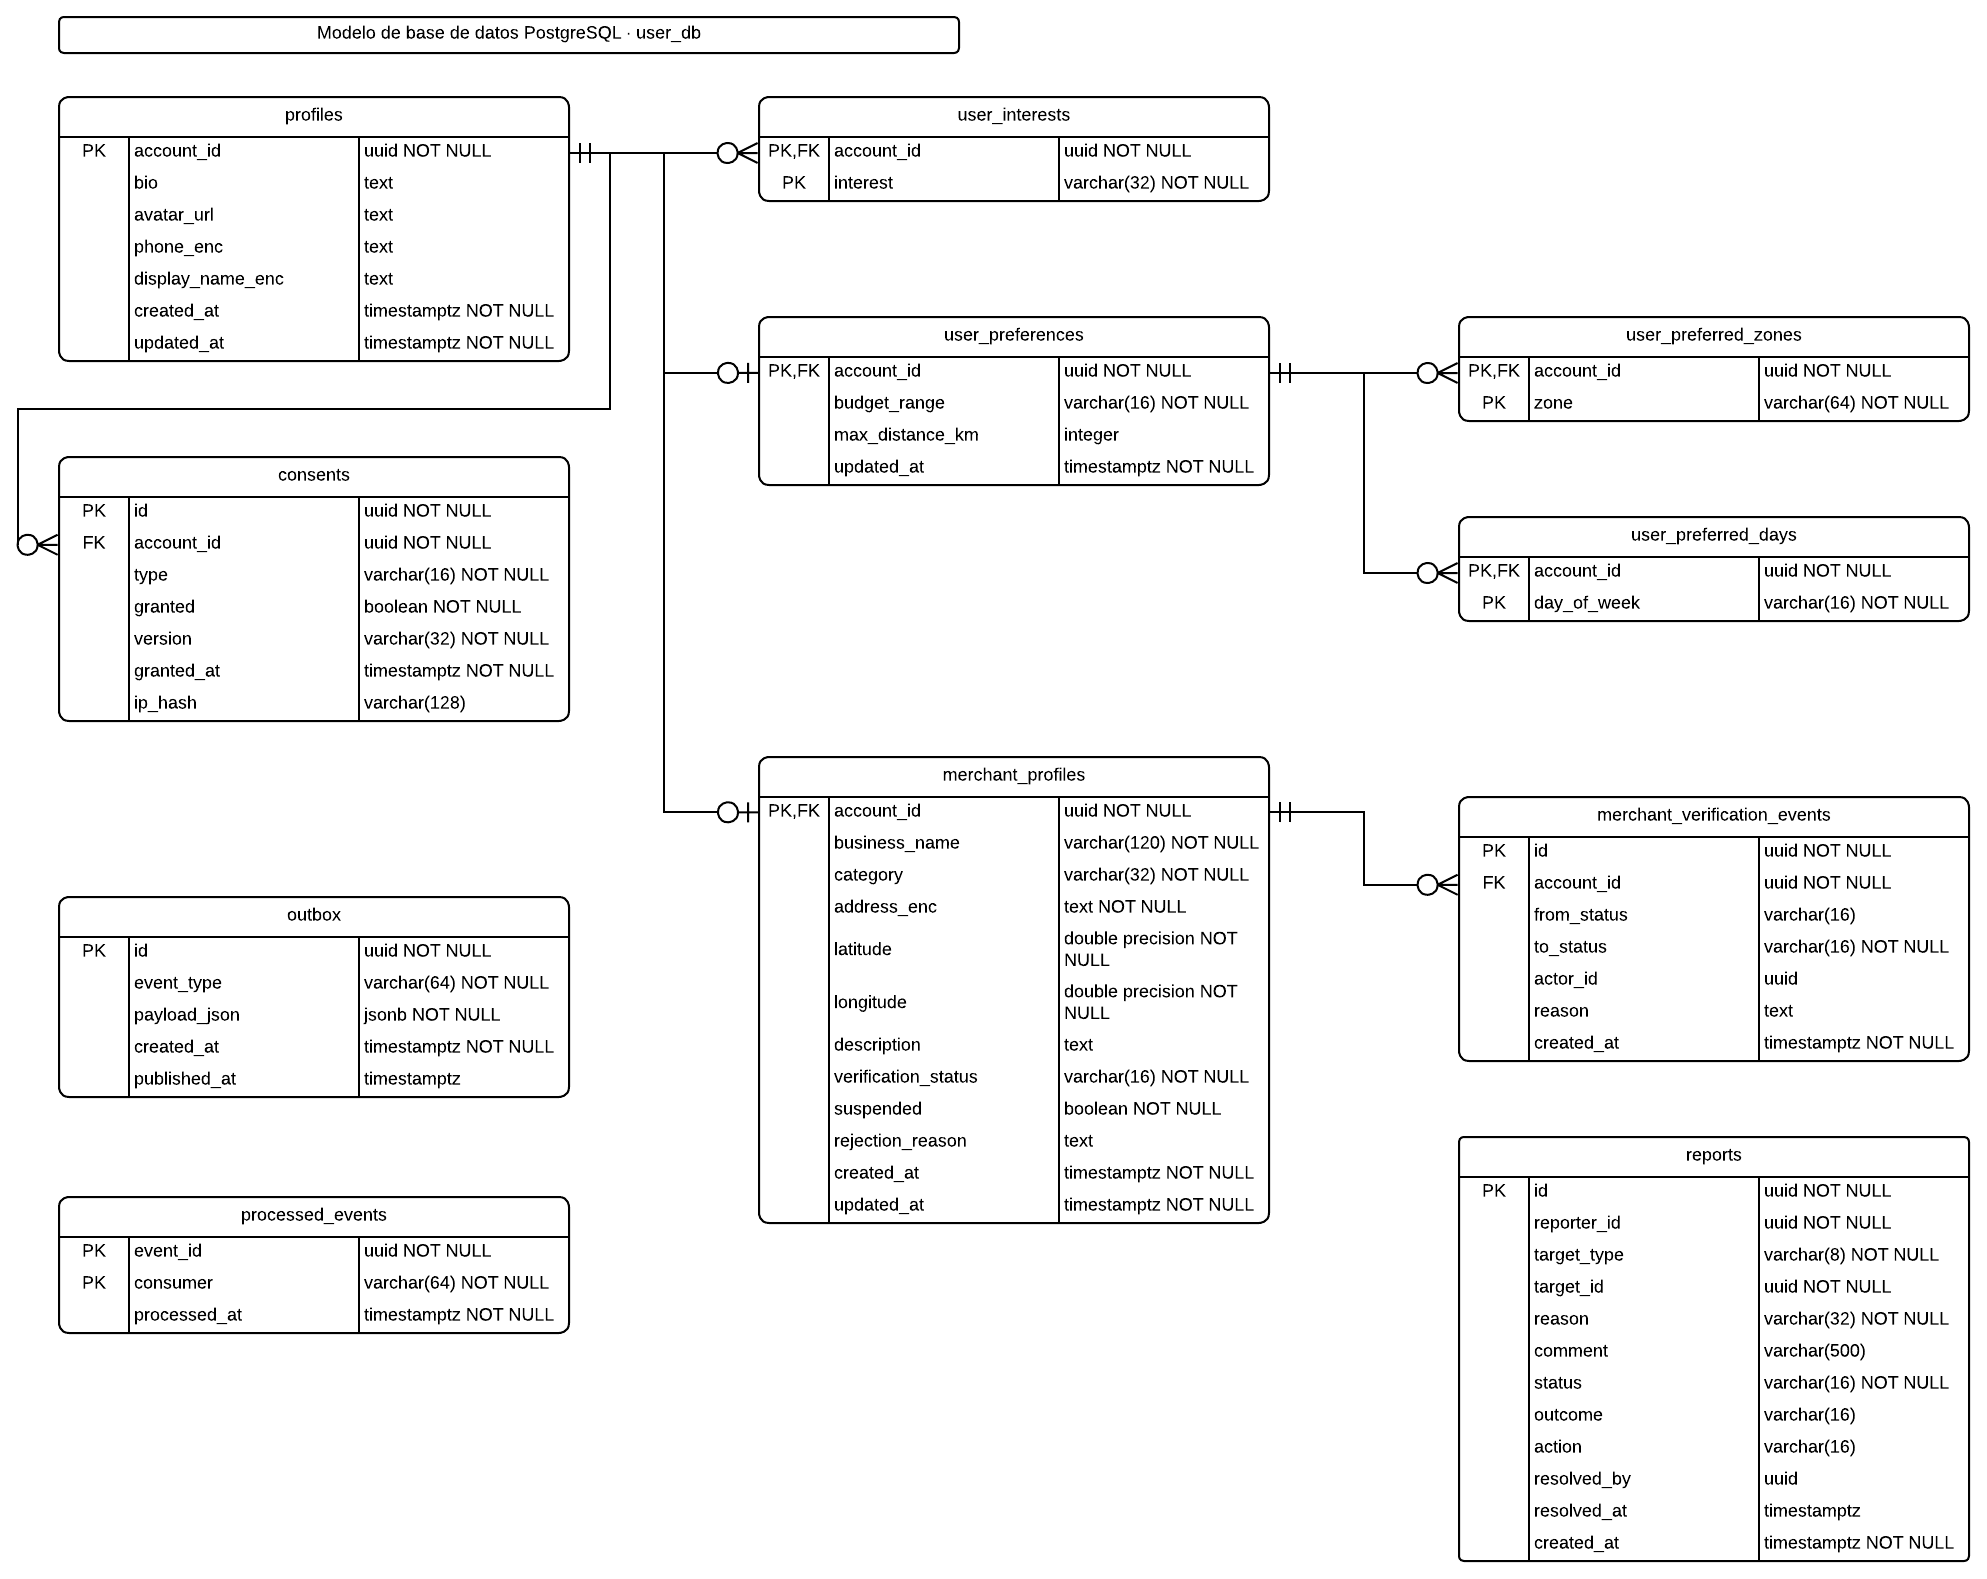 Modelo de base de datos PostgreSQL · user_db
profiles
PK account_id uuid NOT NULL
bio text
avatar_url text
phone_enc text
display_name_enc text
created_at timestamptz NOT NULL
updated_at timestamptz NOT NULL
user_interests
PK,FK account_id uuid NOT NULL
PK interest varchar(32) NOT NULL
user_preferences
PK,FK account_id uuid NOT NULL
budget_range varchar(16) NOT NULL
max_distance_km integer
updated_at timestamptz NOT NULL
user_preferred_zones
PK,FK account_id uuid NOT NULL
PK zone varchar(64) NOT NULL
consents
PK id uuid NOT NULL
FK account_id uuid NOT NULL
type varchar(16) NOT NULL
granted boolean NOT NULL
version varchar(32) NOT NULL
granted_at timestamptz NOT NULL
ip_hash varchar(128)
user_preferred_days
PK,FK account_id uuid NOT NULL
PK day_of_week varchar(16) NOT NULL
merchant_profiles
PK,FK account_id uuid NOT NULL
business_name varchar(120) NOT NULL
category varchar(32) NOT NULL
address_enc text NOT NULL
latitude double precision NOT
NULL
longitude double precision NOT
NULL
description text
verification_status varchar(16) NOT NULL
suspended boolean NOT NULL
rejection_reason text
created_at timestamptz NOT NULL
updated_at timestamptz NOT NULL
merchant_verification_events
PK id uuid NOT NULL
FK account_id uuid NOT NULL
from_status varchar(16)
to_status varchar(16) NOT NULL
actor_id uuid
reason text
created_at timestamptz NOT NULL
outbox
PK id uuid NOT NULL
event_type varchar(64) NOT NULL
payload_json jsonb NOT NULL
created_at timestamptz NOT NULL
published_at timestamptz
processed_events
PK event_id uuid NOT NULL
PK consumer varchar(64) NOT NULL
processed_at timestamptz NOT NULL
reports
PK id uuid NOT NULL
reporter_id uuid NOT NULL
target_type varchar(8) NOT NULL
target_id uuid NOT NULL
reason varchar(32) NOT NULL
comment varchar(500)
status varchar(16) NOT NULL
outcome varchar(16)
action varchar(16)
resolved_by uuid
resolved_at timestamptz
created_at timestamptz NOT NULL